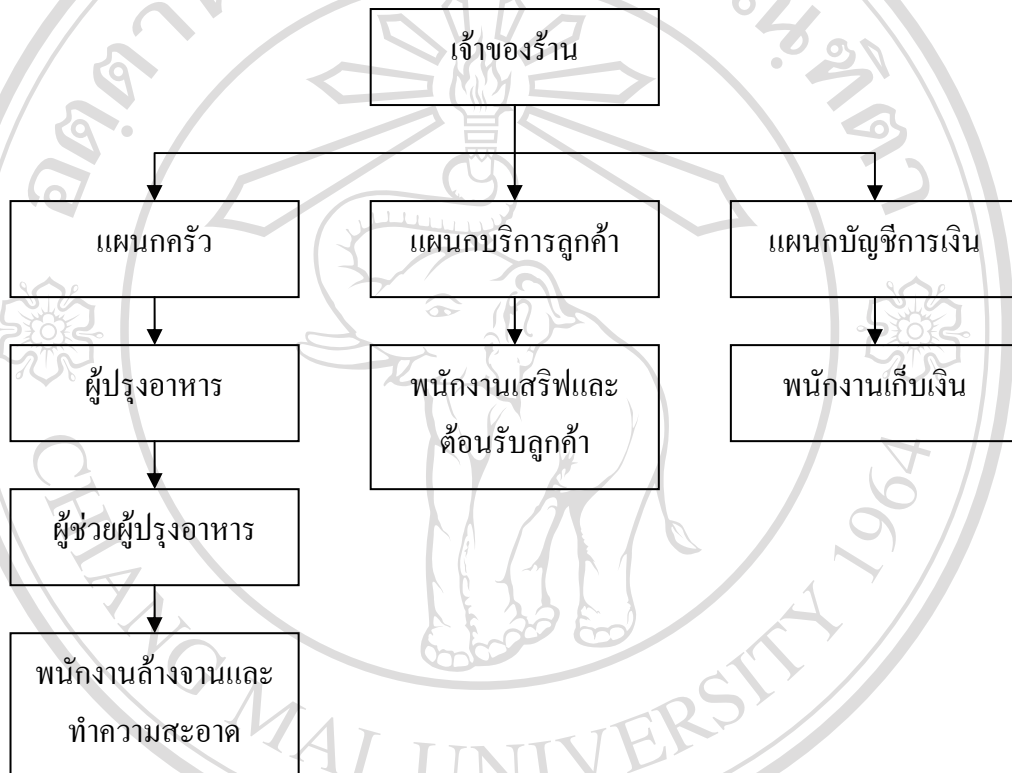 เจ้าของร้าน
แผนกครัว
แผนกบริการลูกค้า
แผนกบัญชีการเงิน
ผู้ปรุงอาหาร
พนักงานเสริฟและ
ต้อนรับลูกค้า
พนักงานเก็บเงิน
ผู้ช่วยผู้ปรุงอาหาร
พนักงานล้างจานและ
ทำความสะอาด
CHIANG MAI UNIVERSITY 1964